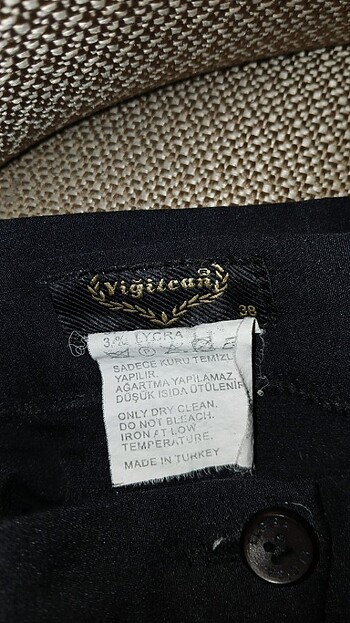 Yigitcan
38
3.% LYCRA
SADECE KURU TEMİZL
YAPILIR.
AĞARTMA YAPILAMAZ.
DÜŞÜK ISIDA ÜTÜLENİR
ONLY DRY CLEAN.
DO NOT BLEACH.
IRON AT LOW
TEMPERATURE.
MADE IN TURKEY